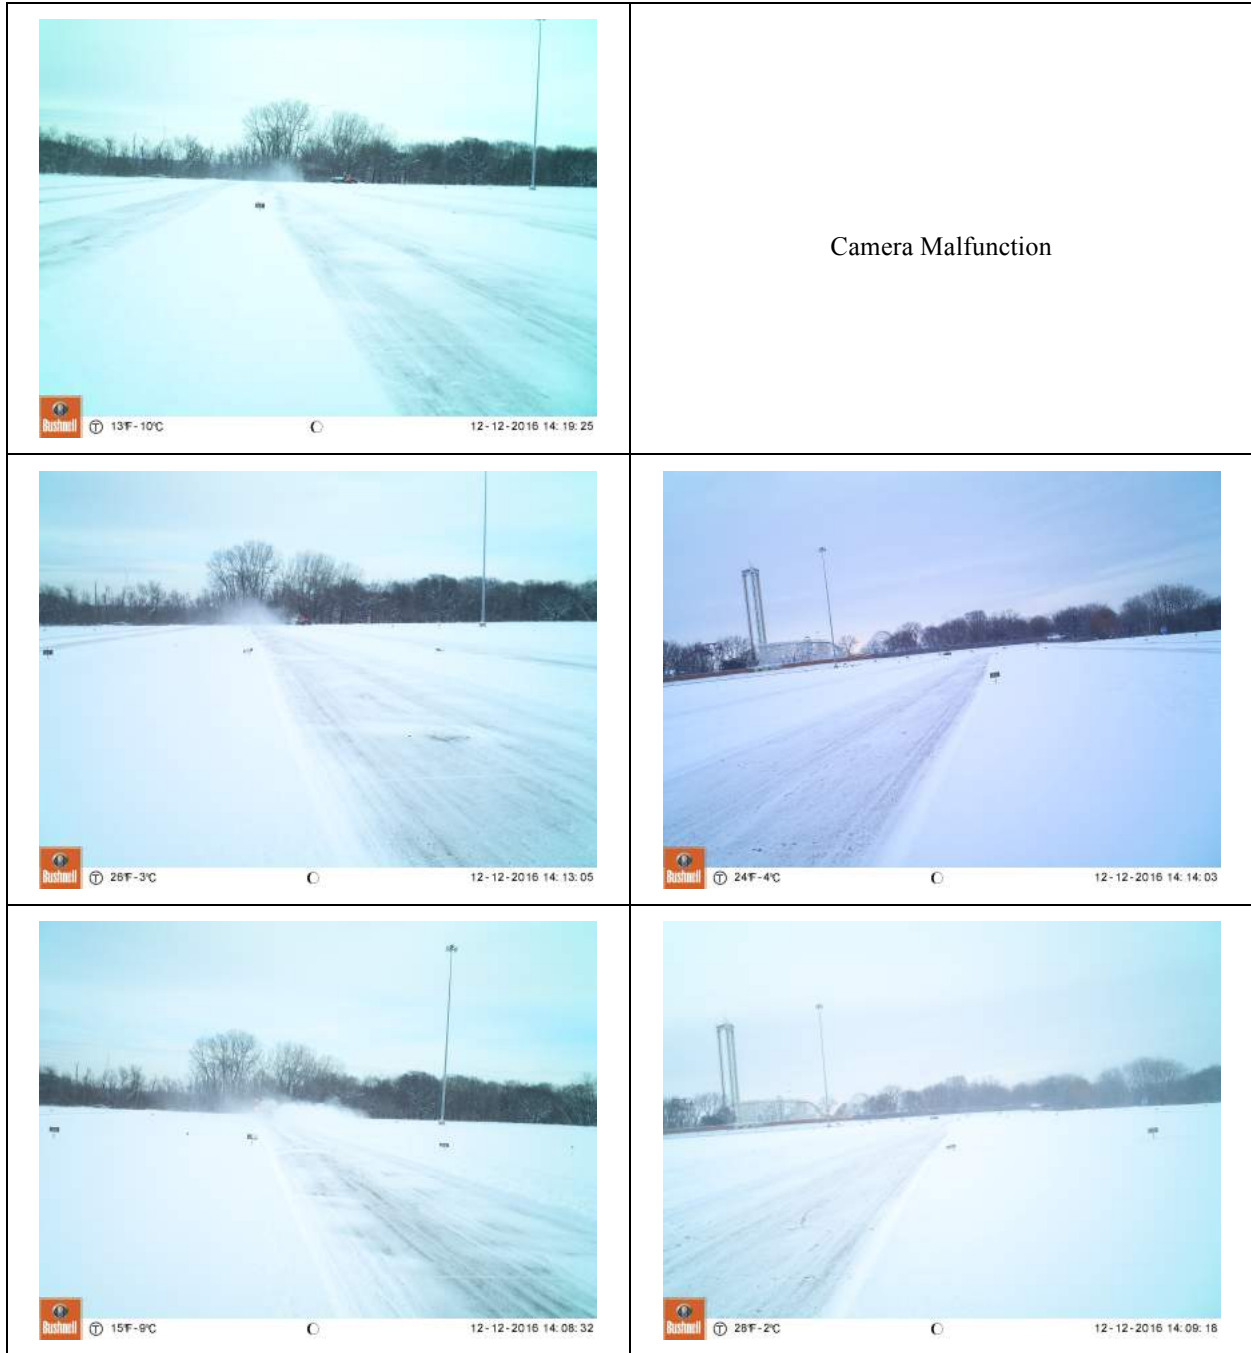 Bushnell T 13°F-10°C 12-12-2016 14:19:25
Camera Malfunction
Bushnell T 26°F-3°C 12-12-2016 14:13:05
Bushnell T 24°F-4°C 12-12-2016 14:14:03
Bushnell T 15°F-9°C 12-12-2016 14:08:32
Bushnell T 28°F-2°C 12-12-2016 14:09:18